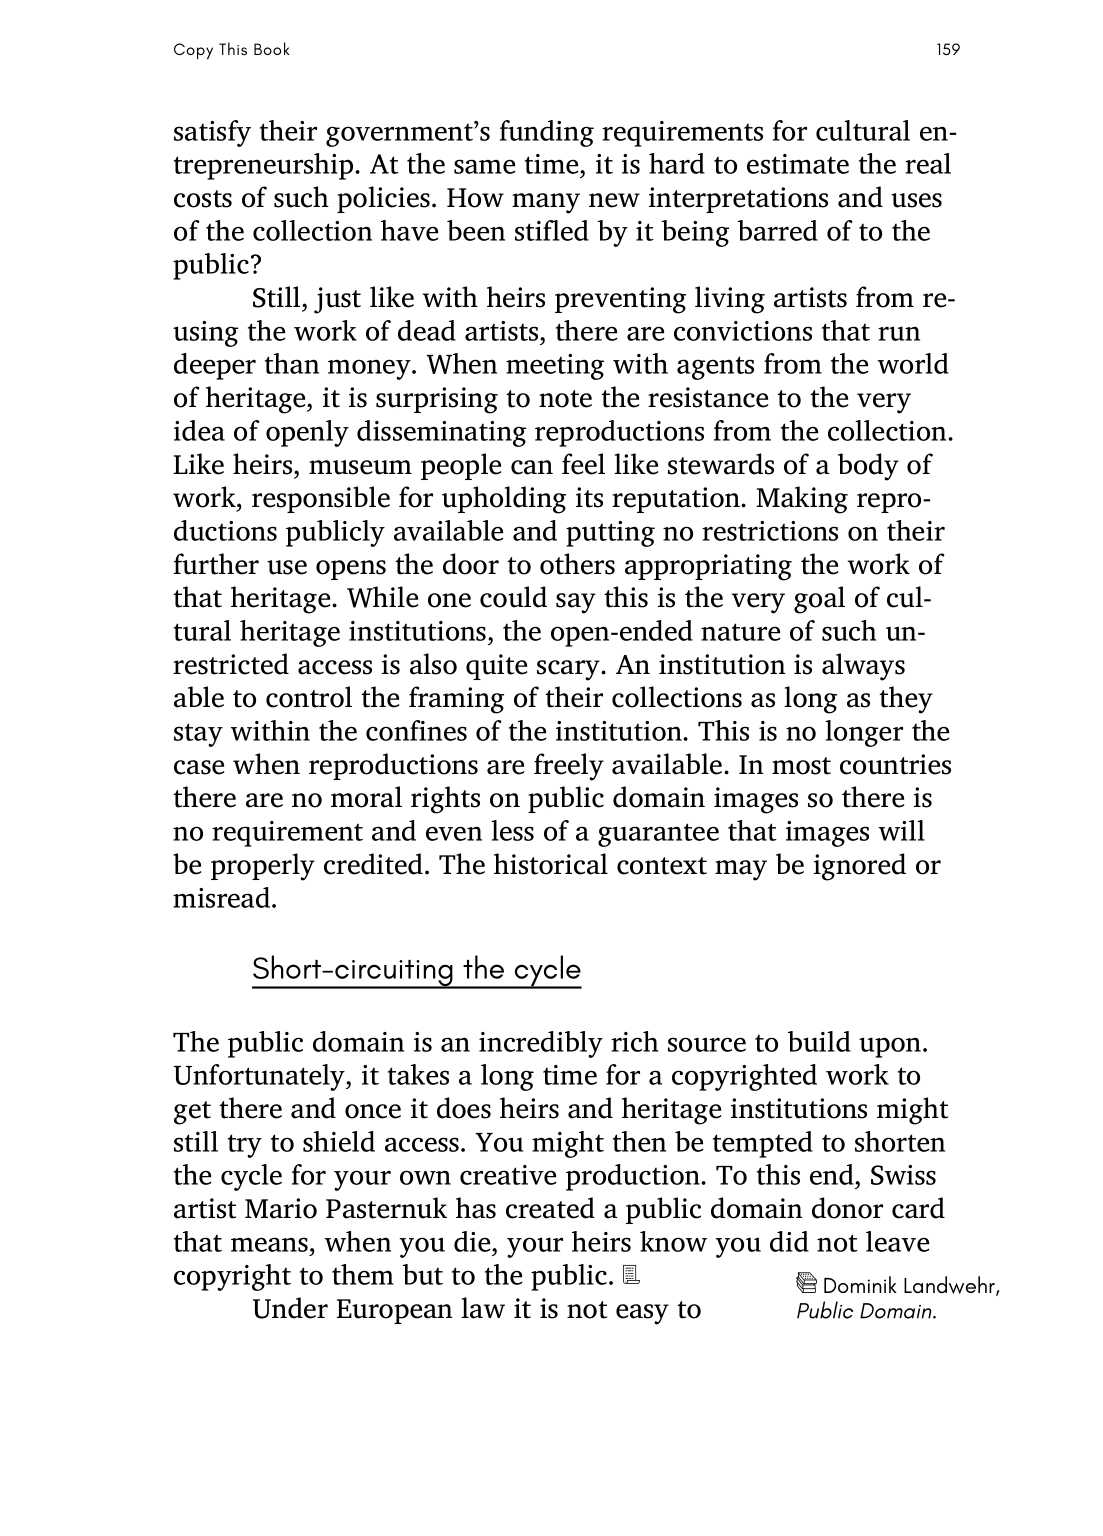 Copy This Book
159
satisfy their government’s funding requirements for cultural en-
trepreneurship. At the same time, it is hard to estimate the real
costs of such policies. How many new interpretations and uses
of the collection have been stifled by it being barred of to the
public?
Still, just like with heirs preventing living artists from re-
using the work of dead artists, there are convictions that run
deeper than money. When meeting with agents from the world
of heritage, it is surprising to note the resistance to the very
idea of openly disseminating reproductions from the collection.
Like heirs, museum people can feel like stewards of a body of
work, responsible for upholding its reputation. Making repro-
ductions publicly available and putting no restrictions on their
further use opens the door to others appropriating the work of
that heritage. While one could say this is the very goal of cul-
tural heritage institutions, the open-ended nature of such un-
restricted access is also quite scary. An institution is always
able to control the framing of their collections as long as they
stay within the confines of the institution. This is no longer the
case when reproductions are freely available. In most countries
there are no moral rights on public domain images so there is
no requirement and even less of a guarantee that images will
be properly credited. The historical context may be ignored or
misread.
Short-circuiting the cycle
The public domain is an incredibly rich source to build upon.
Unfortunately, it takes a long time for a copyrighted work to
get there and once it does heirs and heritage institutions might
still try to shield access. You might then be tempted to shorten
the cycle for your own creative production. To this end, Swiss
artist Mario Pasternuk has created a public domain donor card
that means, when you die, your heirs know you did not leave
copyright to them but to the public.
Under European law it is not easy to
Dominik Landwehr,
Public Domain.